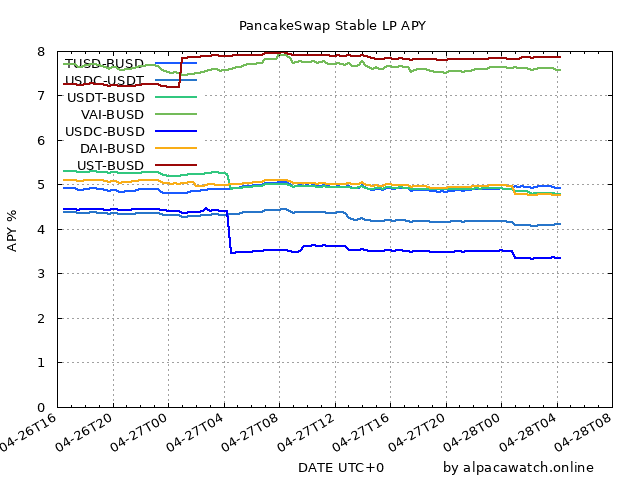 PancakeSwap Stable LP APY
8
7
6
5
4
3
2
1
0
APY %
TUSD-BUSD
USDC-USDT
USDT-BUSD
VAI-BUSD
USDC-BUSD
DAI-BUSD
UST-BUSD
04-26T16
04-26T20
04-27T00
04-27T04
04-27T08
04-27T12
04-27T16
04-27T20
04-28T00
04-28T04
04-28T08
DATE UTC+0
by alpacawatch.online